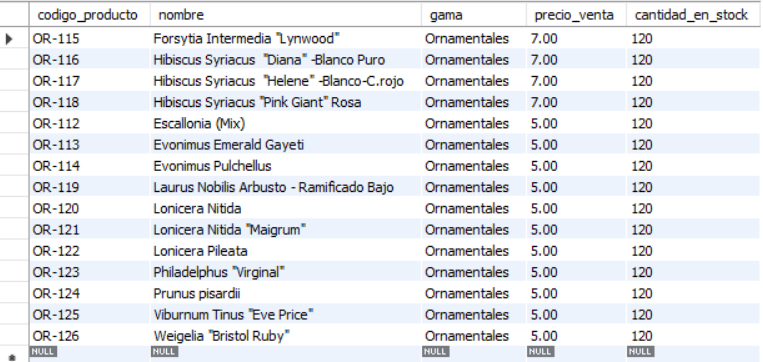 codigo_producto nombre gama precio_venta cantidad_en_stock
OR-115 Forsytia Intermedia "Lynwood" Ornamentales 7.00 120
OR-116 Hibiscus Syriacus  "Diana" -Blanco Puro Ornamentales 7.00 120
OR-117 Hibiscus Syriacus  "Helene" -Blanco-C.rojo Ornamentales 7.00 120
OR-118 Hibiscus Syriacus "Pink Giant" Rosa Ornamentales 7.00 120
OR-112 Escallonia (Mix) Ornamentales 5.00 120
OR-113 Evonimus Emerald Gayeti Ornamentales 5.00 120
OR-114 Evonimus Pulchellus Ornamentales 5.00 120
OR-119 Laurus Nobilis Arbusto - Ramificado Bajo Ornamentales 5.00 120
OR-120 Lonicera Nitida Ornamentales 5.00 120
OR-121 Lonicera Nitida "Maigrum" Ornamentales 5.00 120
OR-122 Lonicera Pileata Ornamentales 5.00 120
OR-123 Philadelphus "Virginal" Ornamentales 5.00 120
OR-124 Prunus pisardii Ornamentales 5.00 120
OR-125 Viburnum Tinus "Eve Price" Ornamentales 5.00 120
OR-126 Weigelia "Bristol Ruby" Ornamentales 5.00 120
NULL NULL NULL NULL NULL